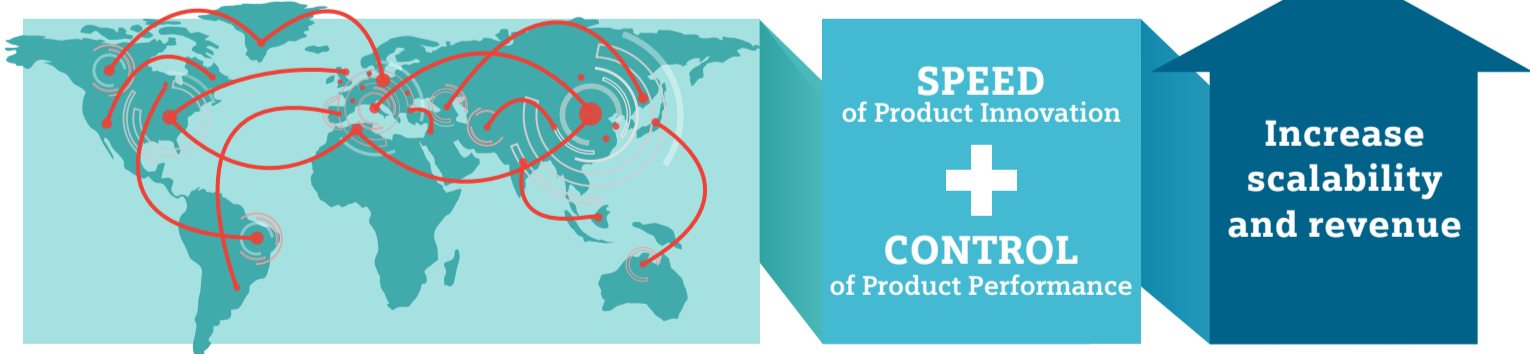 SPEED
of Product Innovation
CONTROL
of Product Performance
Increase
scalability
and revenue